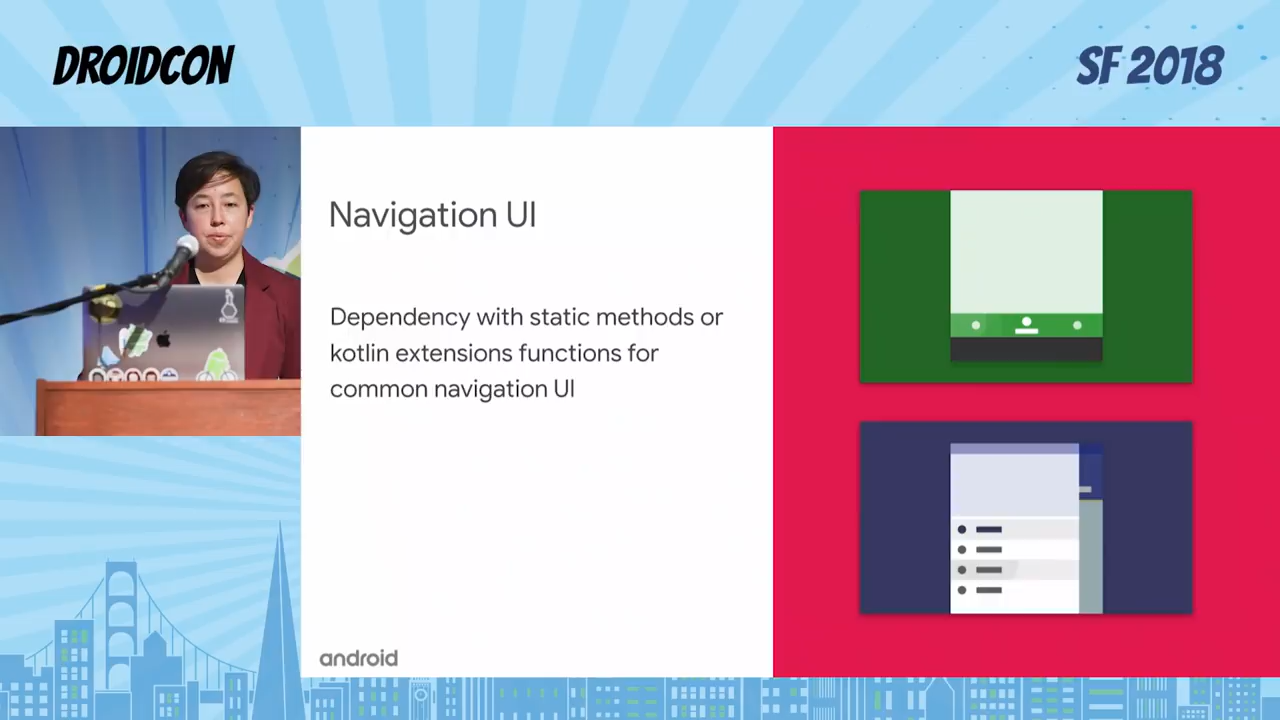 DROIDCON
SF 2018
Navigation UI
Dependency with static methods or
kotlin extensions functions for
common navigation UI
android